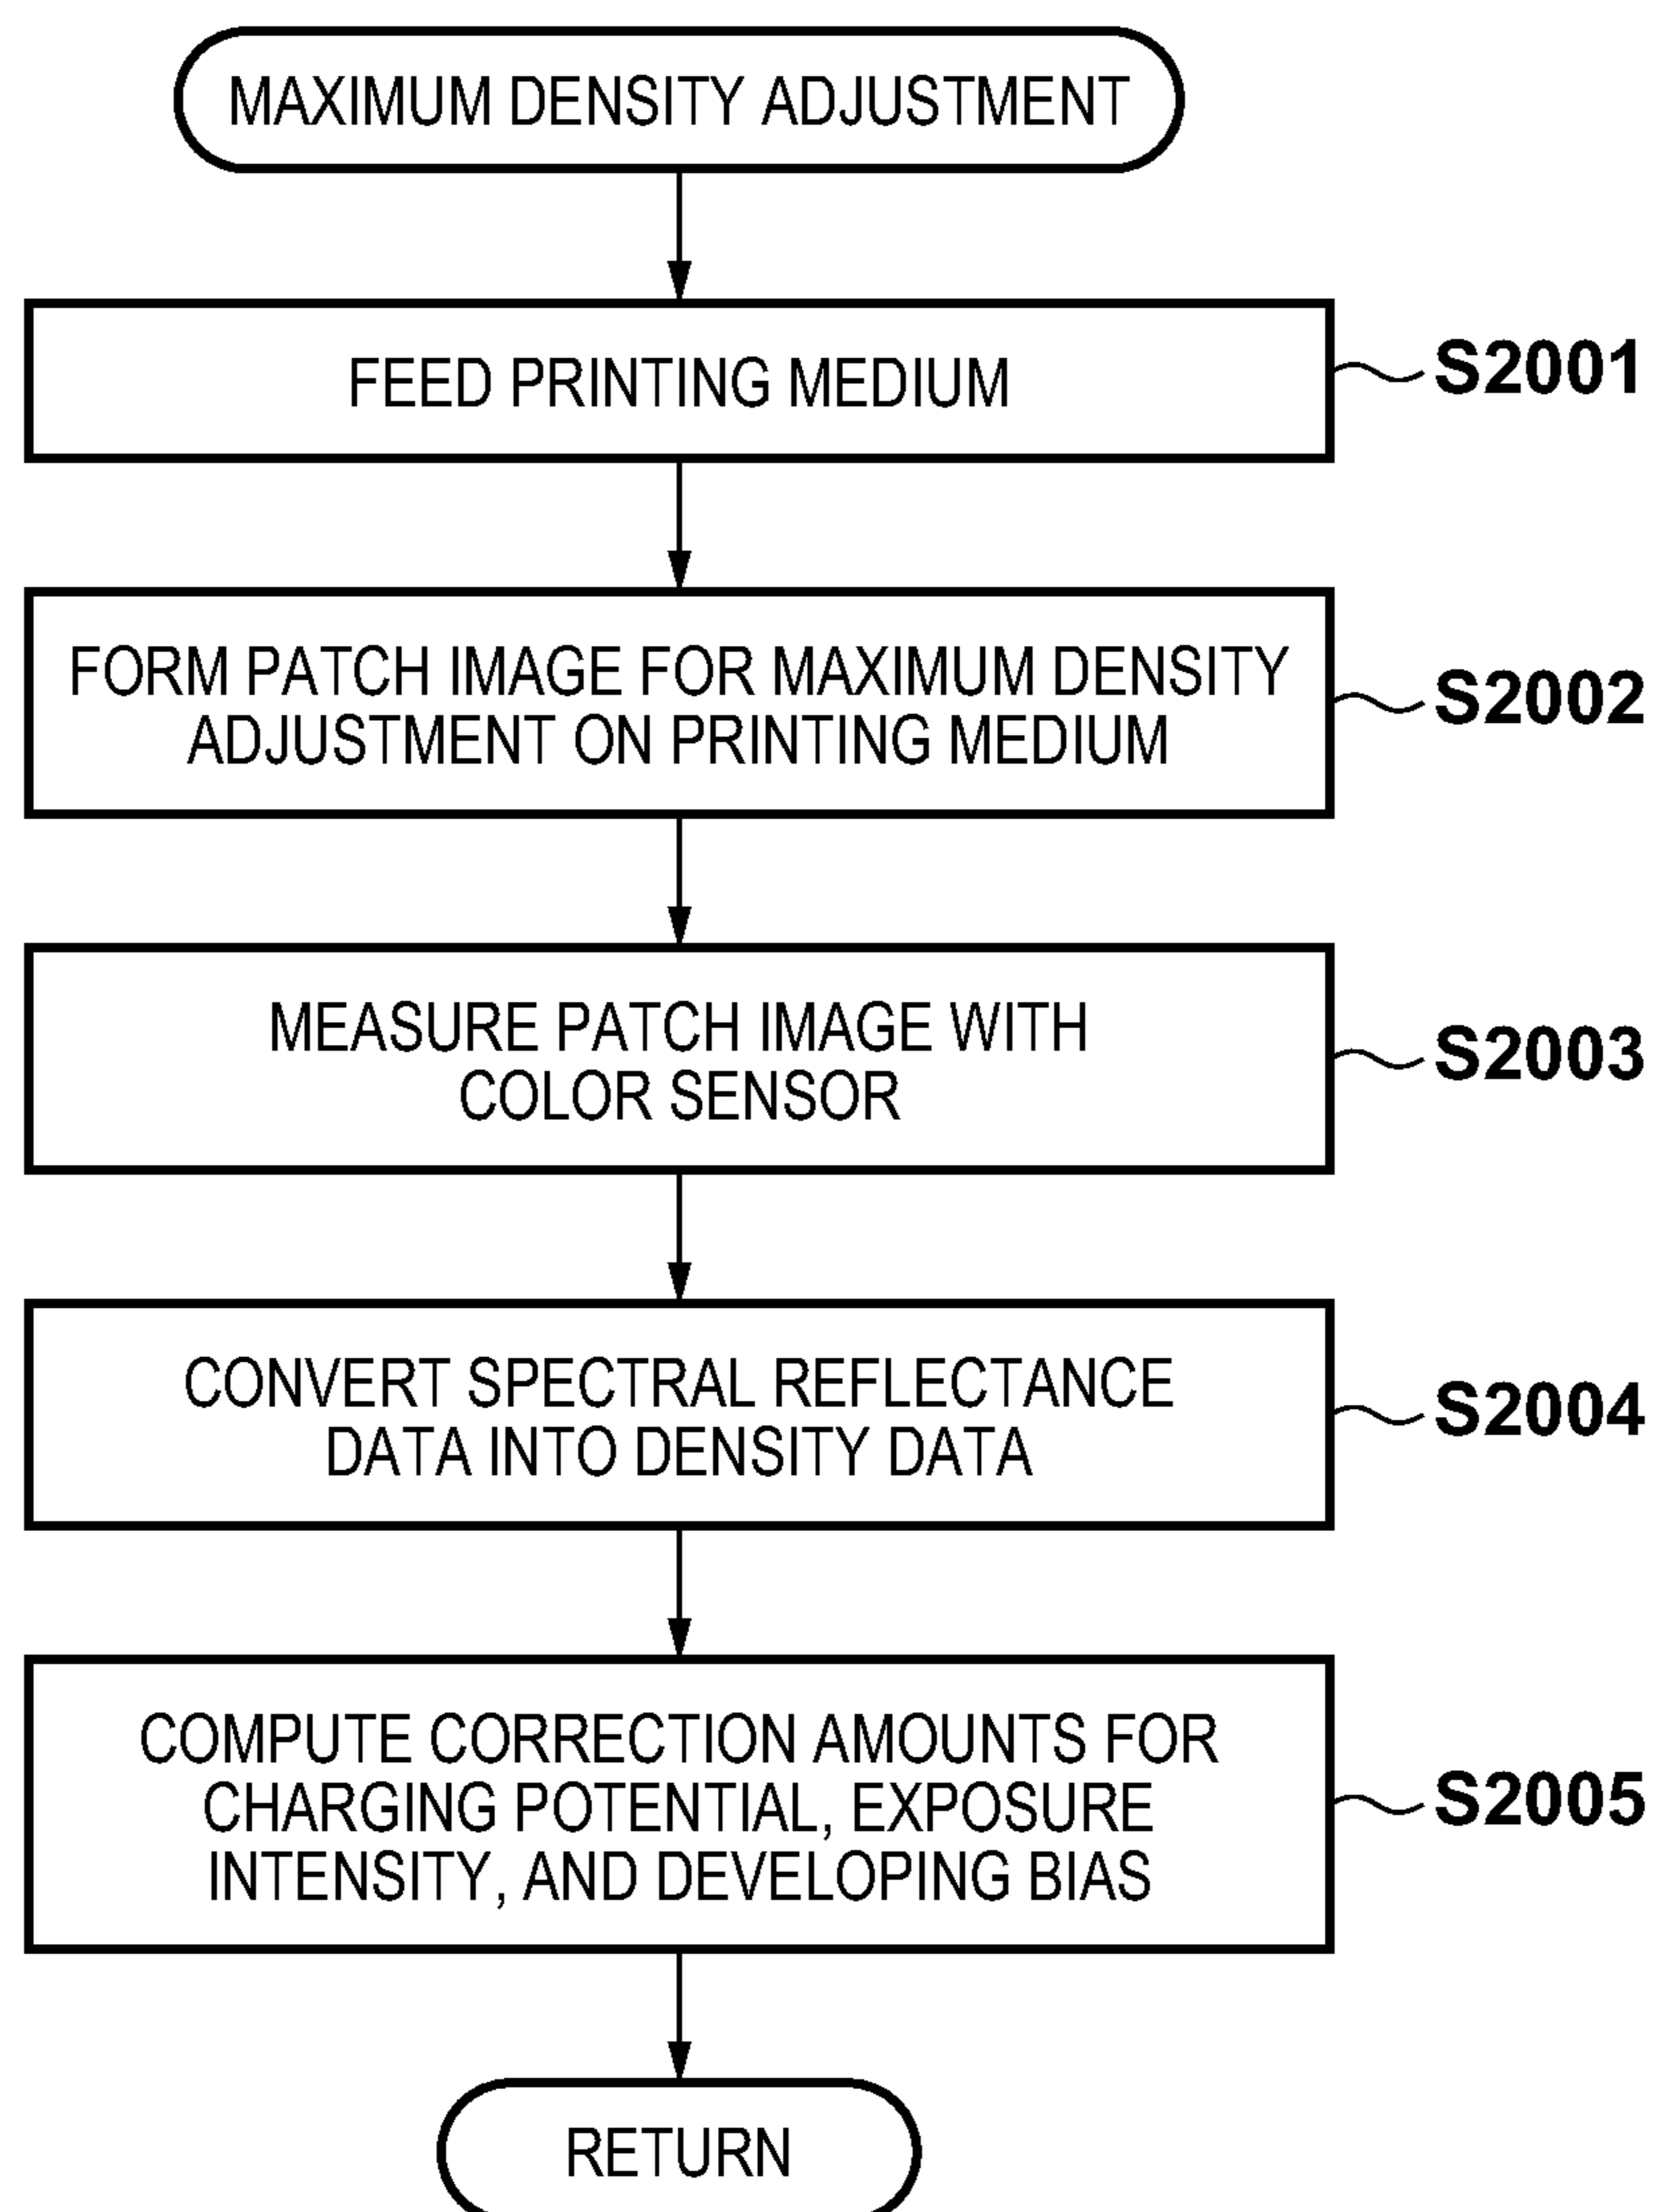 MAXIMUM DENSITY ADJUSTMENT
FEED PRINTING MEDIUM
S2001
FORM PATCH IMAGE FOR MAXIMUM DENSITY
ADJUSTMENT ON PRINTING MEDIUM
S2002
MEASURE PATCH IMAGE WITH
COLOR SENSOR
S2003
CONVERT SPECTRAL REFLECTANCE
DATA INTO DENSITY DATA
S2004
COMPUTE CORRECTION AMOUNTS FOR
CHARGING POTENTIAL, EXPOSURE
INTENSITY, AND DEVELOPING BIAS
S2005
RETURN